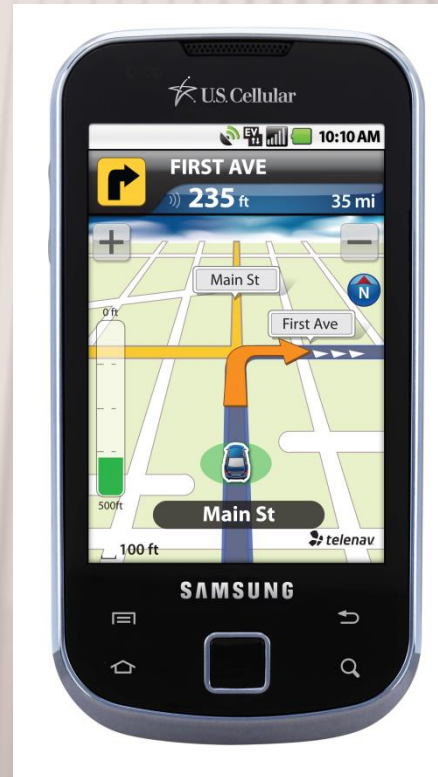 U.S. Cellular
EV
10:10 AM
FIRST AVE
235 ft
35 mi
+
−
Main St
N
0 ft
First Ave
500ft
Main St
100 ft
telenav
SAMSUNG